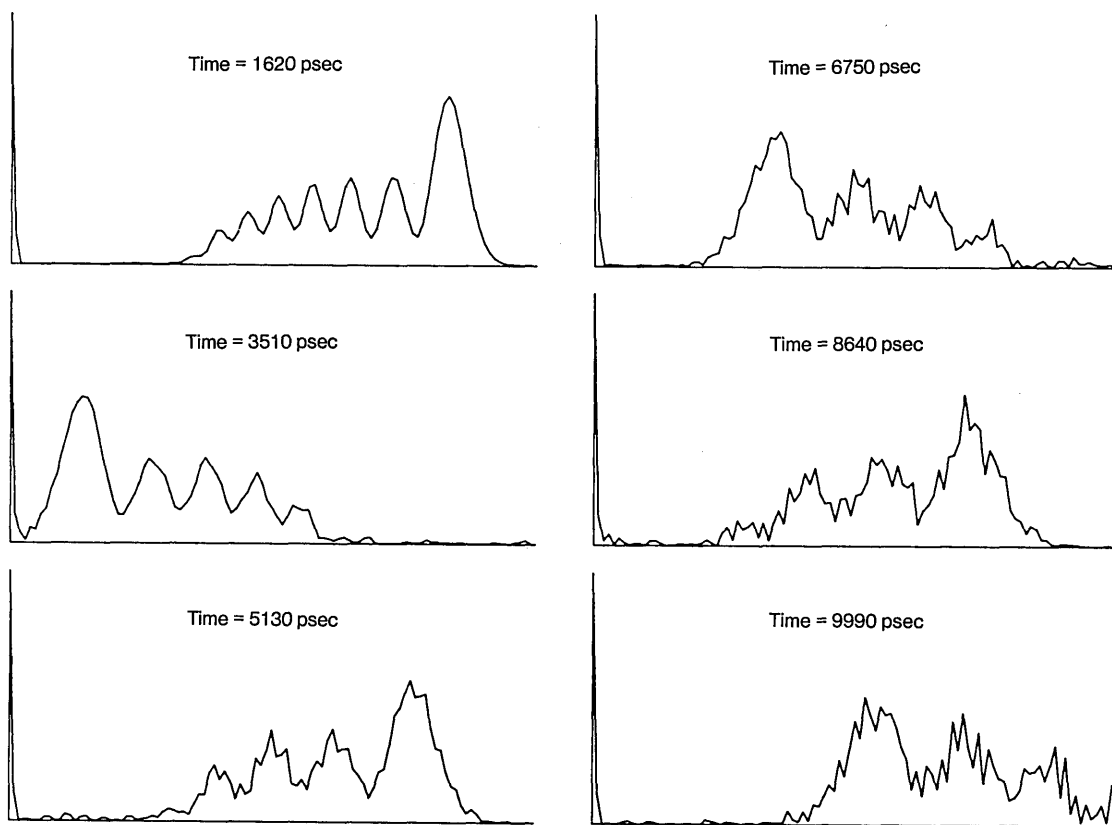 Time = 1620 psec
Time = 3510 psec
Time = 5130 psec
Time = 6750 psec
Time = 8640 psec
Time = 9990 psec